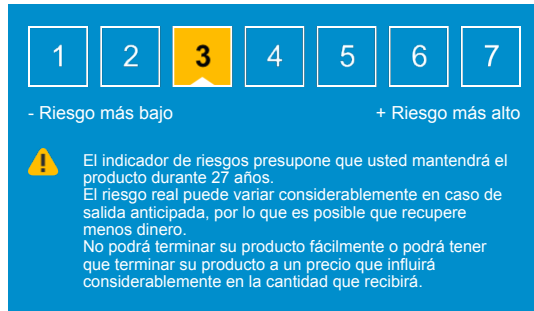 1 2 3 4 5 6 7
- Riesgo más bajo + Riesgo más alto
El indicador de riesgos presupone que usted mantendrá el
producto durante 27 años.
El riesgo real puede variar considerablemente en caso de
salida anticipada, por lo que es posible que recupere
menos dinero.
No podrá terminar su producto fácilmente o podrá tener
que terminar su producto a un precio que influirá
considerablemente en la cantidad que recibirá.